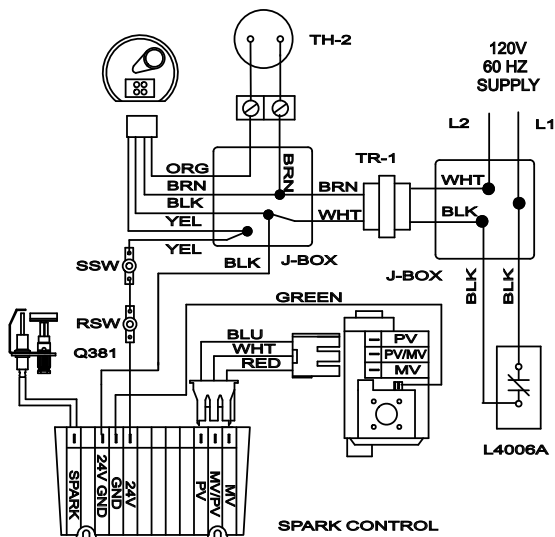 TH-2
120V
60 HZ
SUPPLY
L2
L1
ORG
BRN
BLK
YEL
YEL
BRN
BRN
WHT
TR-1
WHT
BLK
BLK
J-BOX
J-BOX
BLK
BLK
SSW
RSW
Q381
GREEN
BLU
WHT
RED
PV
PV/MV
MV
L4006A
SPARK
24V GND
GND
24V
PV
MV/PV
MV
SPARK CONTROL